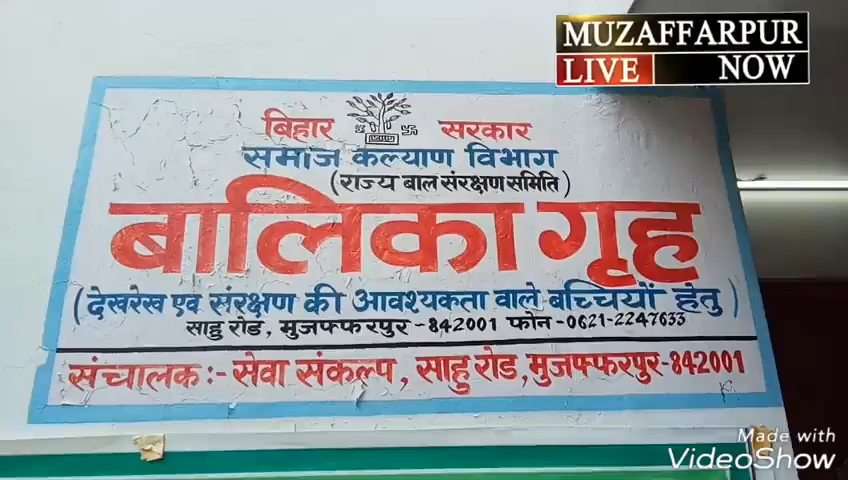 MUZAFFARPUR
LIVE NOW
बिहार सरकार
समाज कल्याण विभाग
(राज्य बाल संरक्षण समिति)
बालिका गृह
(देखरेख एवं संरक्षण की आवश्यकता वाले बच्चियों हेतु)
साहु रोड, मुजफ्फरपुर -842001 फोन -0621-2247633
संचालक :- सेवा संकल्प, साहु रोड, मुजफ्फरपुर-842001
Made with
VideoShow